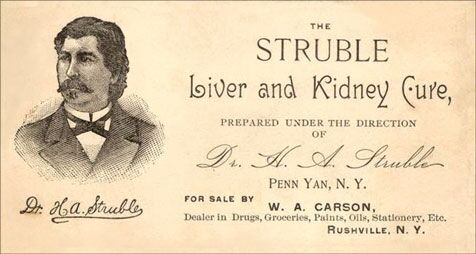 THE
STRUBLE
Liver and Kidney Cure,
PREPARED UNDER THE DIRECTION
OF
Dr. H. A. Struble
PENN YAN, N. Y.
FOR SALE BY W. A. CARSON,
Dealer in Drugs, Groceries, Paints, Oils, Stationery, Etc.
RUSHVILLE, N. Y.
Dr. H.A. Struble